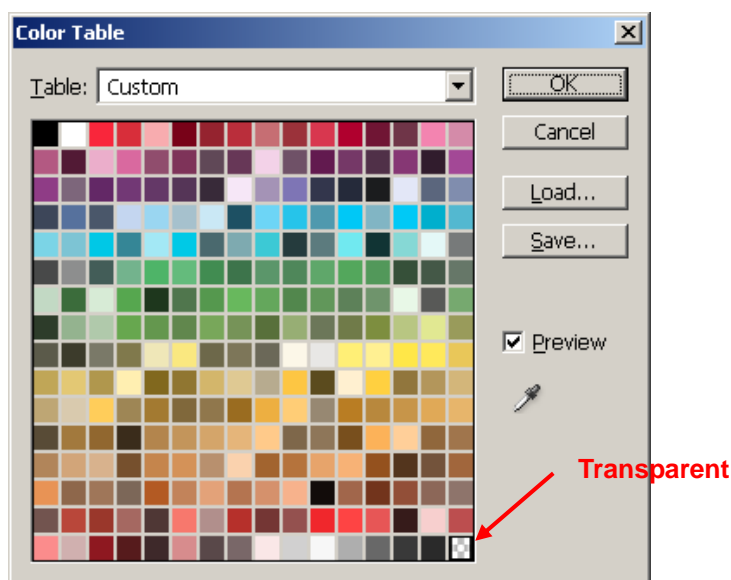 Color Table
Table: Custom
OK
Cancel
Load...
Save...
Preview
Transparent